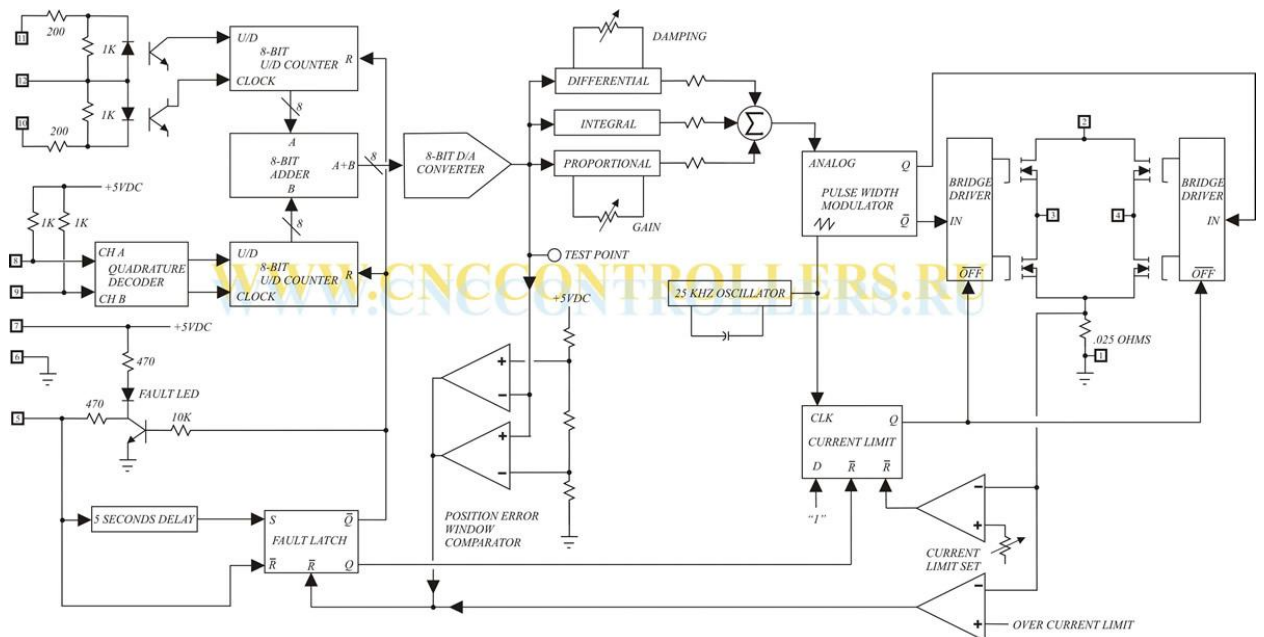 11
200
1K
12
1K
10
200
U/D
8-BIT
U/D COUNTER
R
CLOCK
8
A
8-BIT
ADDER
A+B
B
8
8-BIT D/A
CONVERTER
8
+5VDC
1K
1K
8
9
CH A
QUADRATURE
DECODER
CH B
U/D
8-BIT
U/D COUNTER
R
CLOCK
DAMPING
DIFFERENTIAL
INTEGRAL
PROPORTIONAL
GAIN
Σ
TEST POINT
ANALOG
Q
PULSE WIDTH
MODULATOR
Q̅
BRIDGE
DRIVER
IN
OFF̅
2
3
4
BRIDGE
DRIVER
IN
OFF̅
.025 OHMS
1
WWW.CNCCONTROLLERS.RU
WWW.CNCCONTROLLERS.RU
25 KHZ OSCILLATOR
7
+5VDC
6
470
FAULT LED
5
470
10K
+5VDC
+
-
+
-
POSITION ERROR
WINDOW
COMPARATOR
5 SECONDS DELAY
S
Q̅
FAULT LATCH
R̅
R̅
Q
CLK
Q
CURRENT LIMIT
D
R̅
R̅
"1"
-
+
CURRENT
LIMIT SET
-
+
OVER CURRENT LIMIT